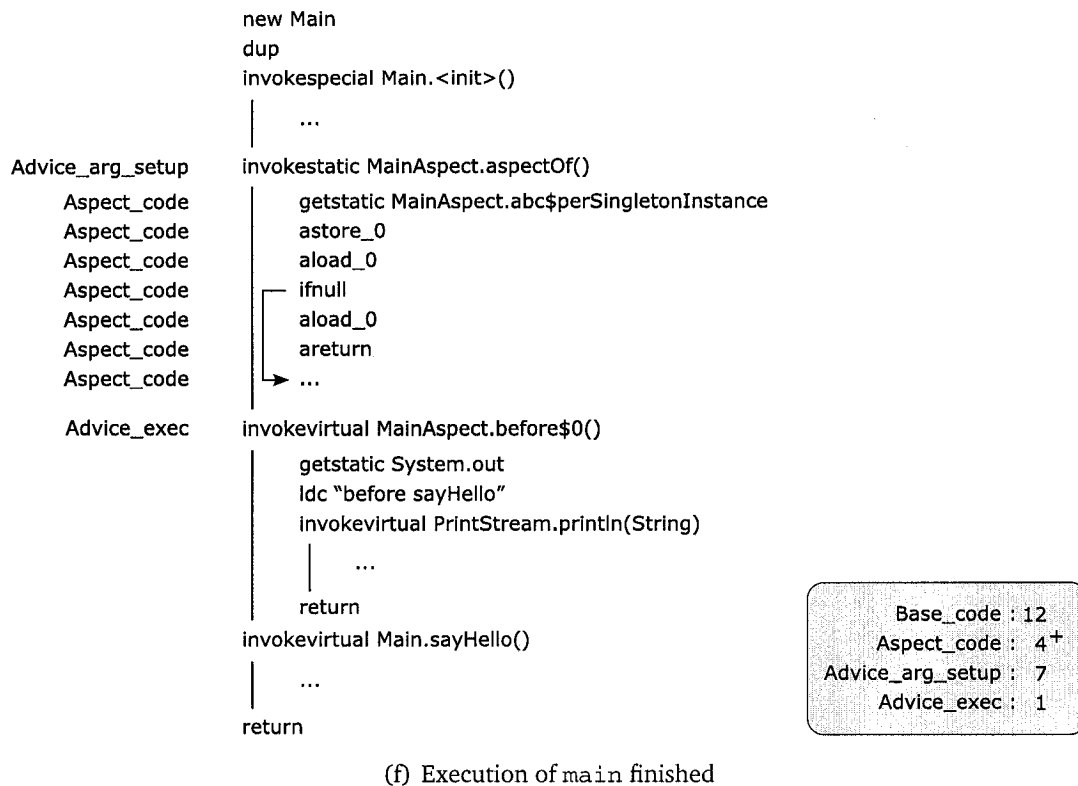 new Main
dup
invokespecial Main.<init>()
...
Advice_arg_setup invokestatic MainAspect.aspectOf()
Aspect_code getstatic MainAspect.abc$perSingletonInstance
Aspect_code astore_0
Aspect_code aload_0
Aspect_code ifnull
Aspect_code aload_0
Aspect_code areturn
Aspect_code ...
Advice_exec invokevirtual MainAspect.before$0()
getstatic System.out
ldc “before sayHello”
invokevirtual PrintStream.println(String)
...
return
invokevirtual Main.sayHello()
...
return
Base_code : 12
Aspect_code : 4+
Advice_arg_setup : 7
Advice_exec : 1
(f) Execution of main finished